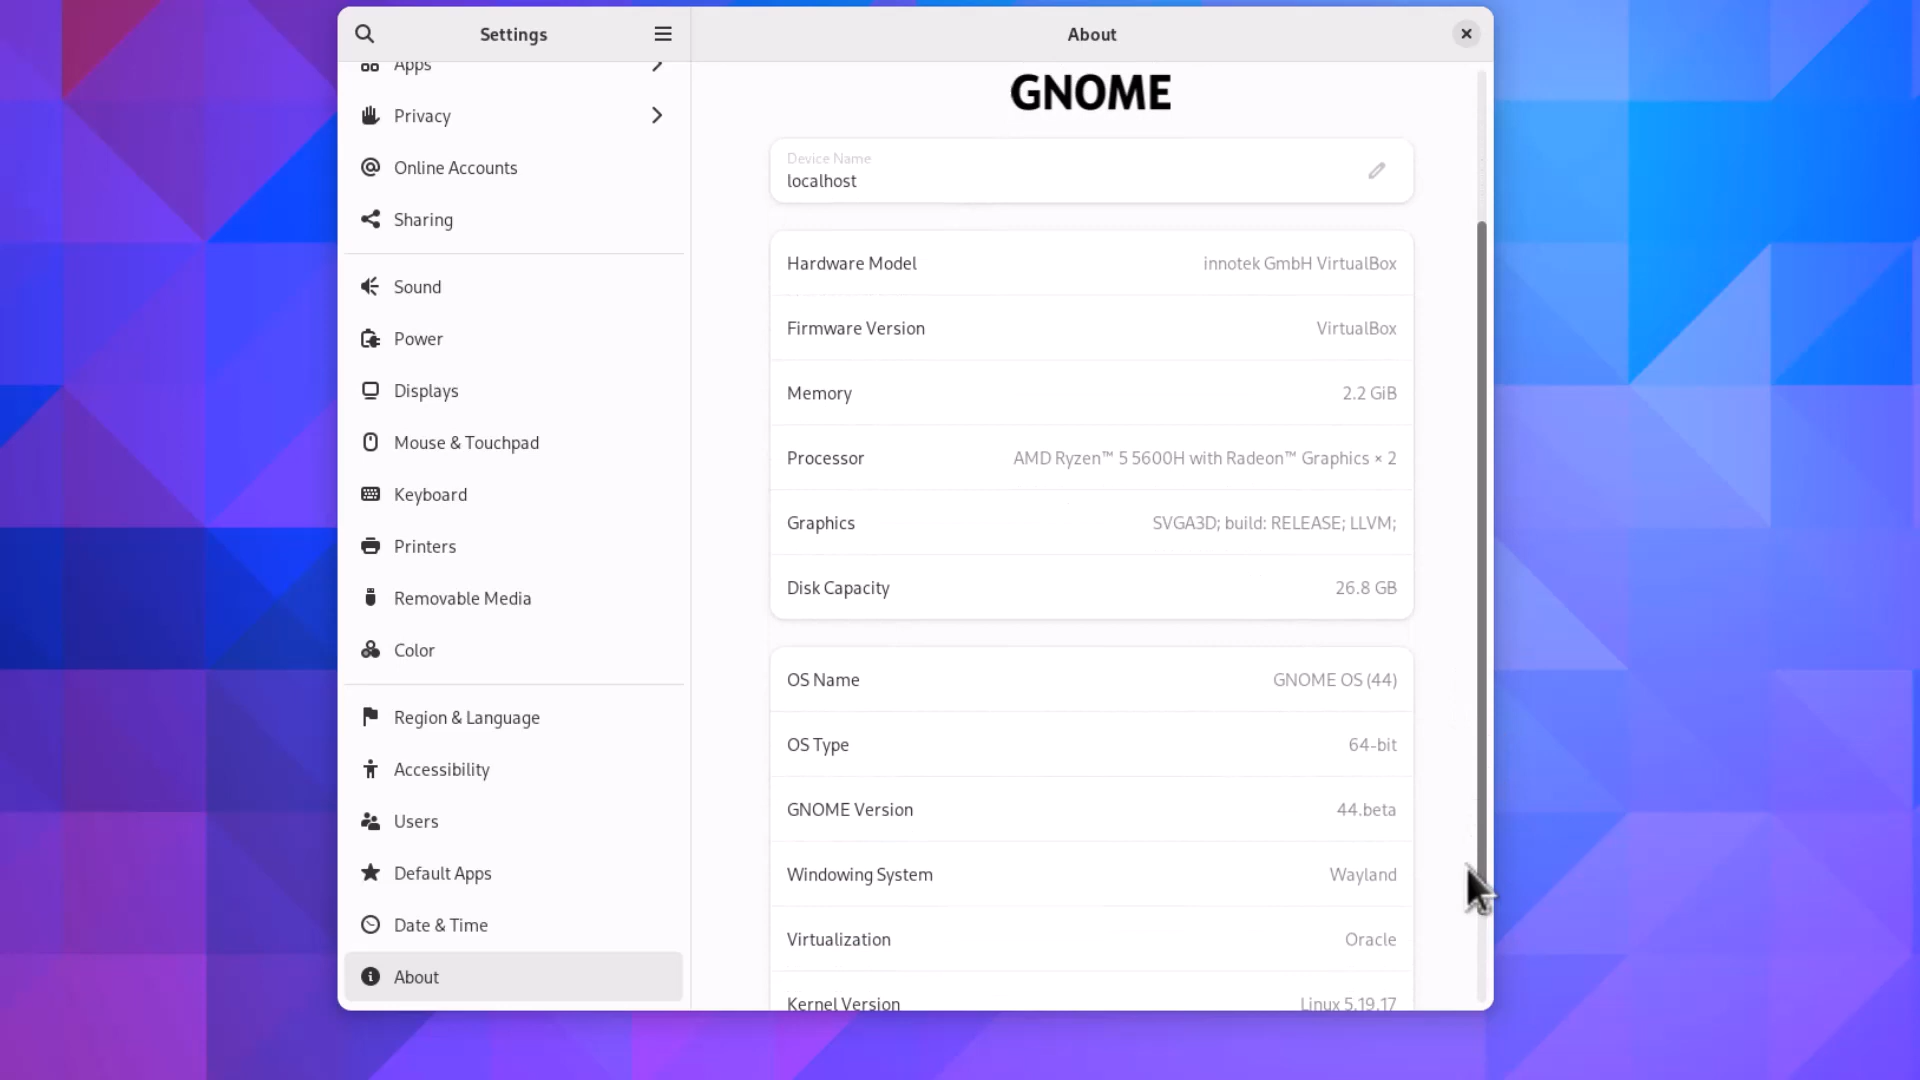 Settings
About
Apps
Privacy
Online Accounts
Sharing
Sound
Power
Displays
Mouse & Touchpad
Keyboard
Printers
Removable Media
Color
Region & Language
Accessibility
Users
Default Apps
Date & Time
About
GNOME
Device Name
localhost
Hardware Model innotek GmbH VirtualBox
Firmware Version VirtualBox
Memory 2.2 GiB
Processor AMD Ryzen™ 5 5600H with Radeon™ Graphics × 2
Graphics SVGA3D; build: RELEASE; LLVM;
Disk Capacity 26.8 GB
OS Name GNOME OS (44)
OS Type 64-bit
GNOME Version 44.beta
Windowing System Wayland
Virtualization Oracle
Kernel Version Linux 5.19.17